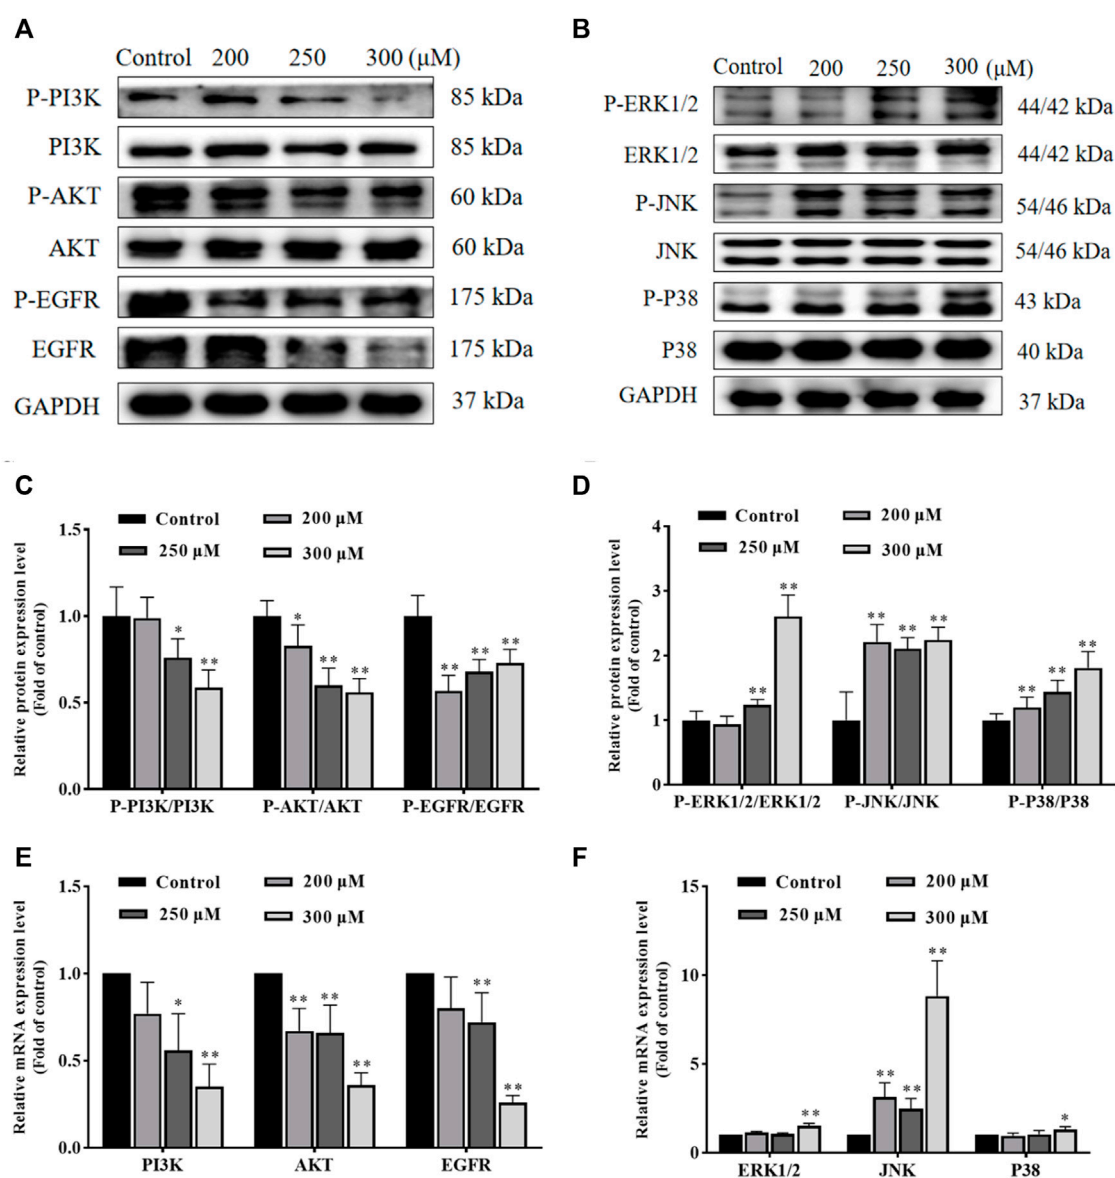 A
Control 200 250 300 (μM)
P-PI3K 85 kDa
PI3K 85 kDa
P-AKT 60 kDa
AKT 60 kDa
P-EGFR 175 kDa
EGFR 175 kDa
GAPDH 37 kDa
B
Control 200 250 300 (μM)
P-ERK1/2 44/42 kDa
ERK1/2 44/42 kDa
P-JNK 54/46 kDa
JNK 54/46 kDa
P-P38 43 kDa
P38 40 kDa
GAPDH 37 kDa
C
Control 200 μM
250 μM 300 μM
Relative protein expression level
(Fold of control)
1.5
1.0
0.5
0.0
* ** * ** ** ** ** **
P-PI3K/PI3K P-AKT/AKT P-EGFR/EGFR
D
Control 200 μM
250 μM 300 μM
Relative protein expression level
(Fold of control)
4
3
2
1
0
** ** ** ** ** ** ** **
P-ERK1/2/ERK1/2 P-JNK/JNK P-P38/P38
E
Control 200 μM
250 μM 300 μM
Relative mRNA expression level
(Fold of control)
1.5
1.0
0.5
0.0
* ** ** ** ** ** **
PI3K AKT EGFR
F
Control 200 μM
250 μM 300 μM
Relative mRNA expression level
(Fold of control)
15
10
5
0
** ** ** ** *
ERK1/2 JNK P38